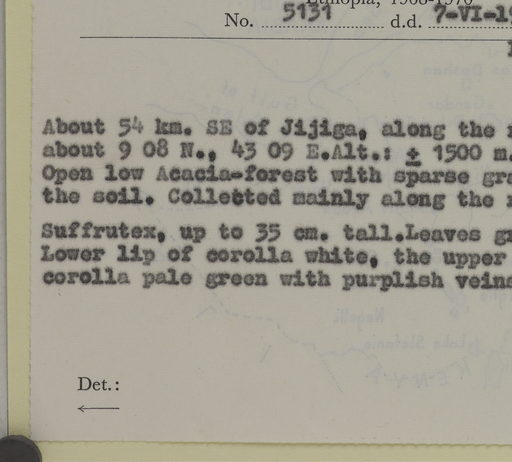 Ethiopia, 1968-1970
No. 5131 d.d. 7-VI-19
About 54 km. SE of Jijiga, along the
about 9 08 N., 43 09 E.Alt.: ± 1500 m.
Open low Acacia-forest with sparse gra
the soil. Collected mainly along the
Suffrutex, up to 35 cm. tall.Leaves gr
Lower lip of corolla white, the upper
corolla pale green with purplish veins
Det.: